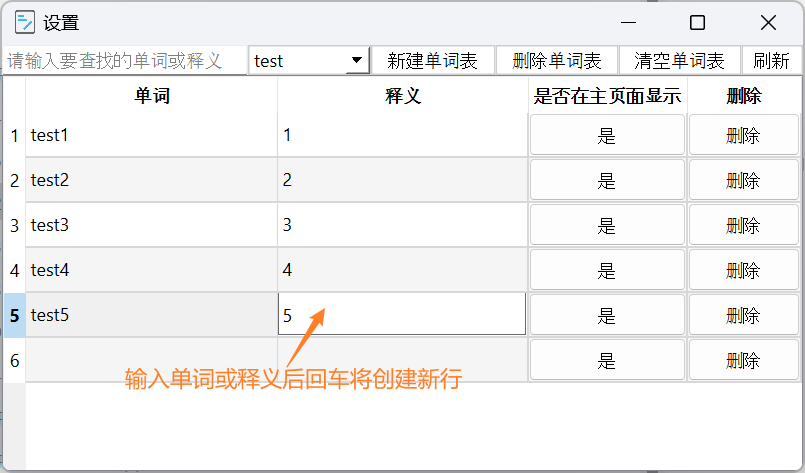 设置
请输入要查找的单词或释义 test 新建单词表 删除单词表 清空单词表 刷新
单词 释义 是否在主页面显示 删除
1 test1 1 是 删除
2 test2 2 是 删除
3 test3 3 是 删除
4 test4 4 是 删除
5 test5 5 是 删除
6 是 删除
输入单词或释义后回车将创建新行